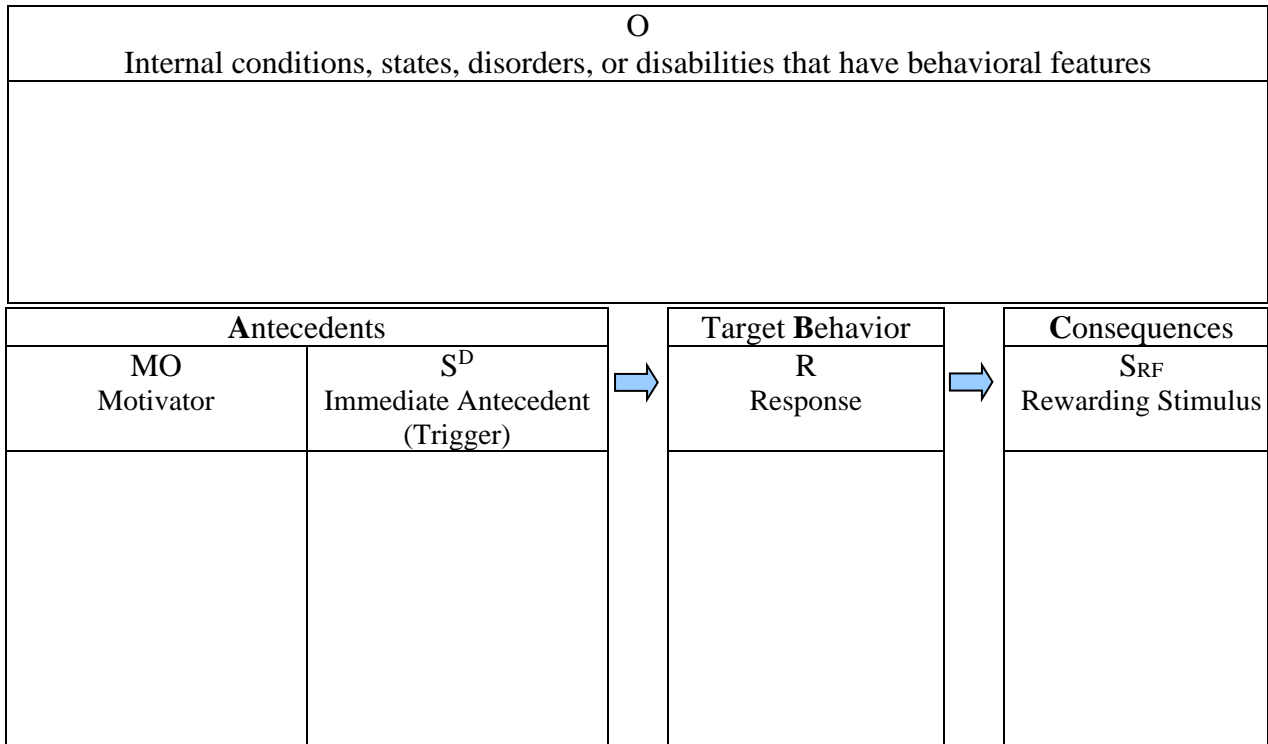 O
Internal conditions, states, disorders, or disabilities that have behavioral features
Antecedents
MO
Motivator
S^D
Immediate Antecedent
(Trigger)
Target Behavior
R
Response
Consequences
SRF
Rewarding Stimulus